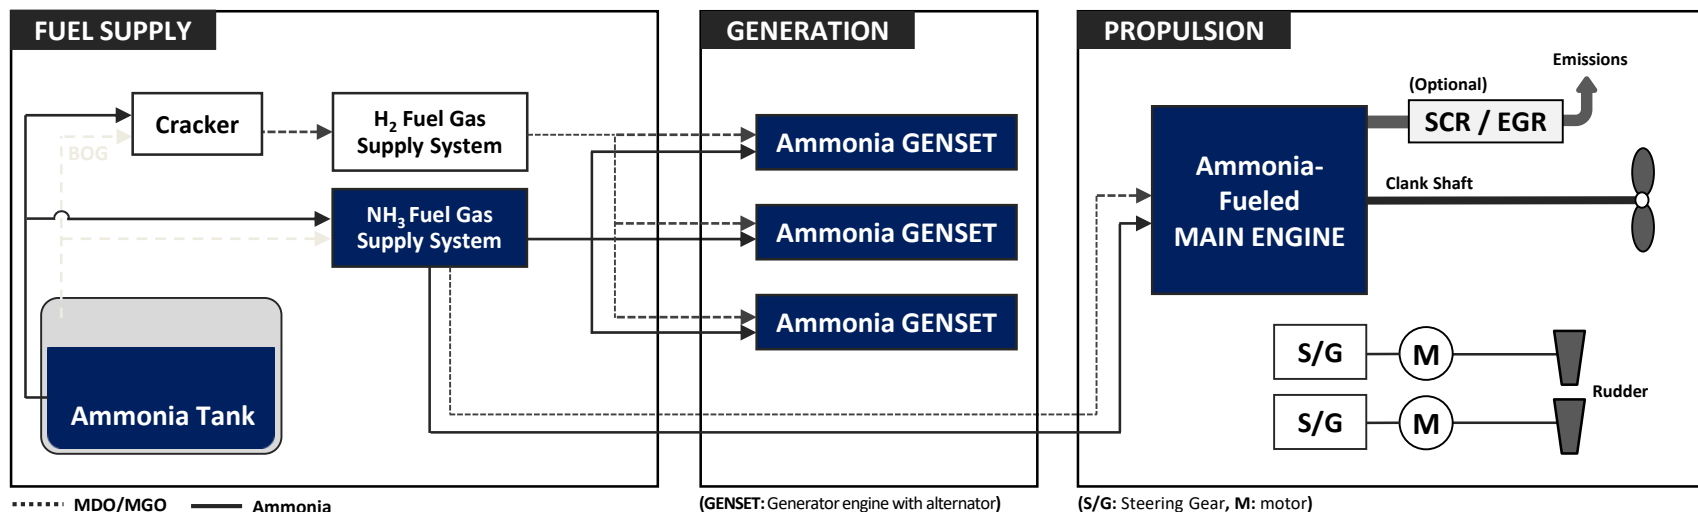 FUEL SUPPLY
Cracker
H2 Fuel Gas
Supply System
BOG
NH3 Fuel Gas
Supply System
Ammonia Tank
MDO/MGO
Ammonia
GENERATION
Ammonia GENSET
Ammonia GENSET
Ammonia GENSET
(GENSET: Generator engine with alternator)
PROPULSION
Emissions
(Optional)
SCR / EGR
Ammonia-
Fueled
MAIN ENGINE
Clank Shaft
S/G
M
Rudder
S/G
M
(S/G: Steering Gear, M: motor)